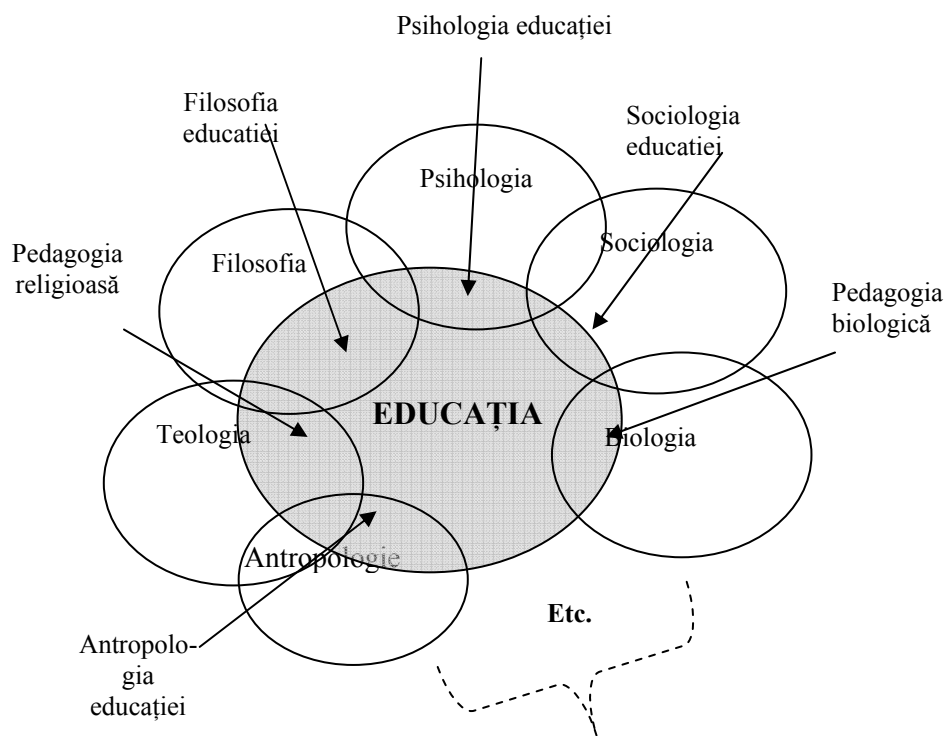 Psihologia educației
Filosofia
educatiei
Sociologia
educatiei
Psihologia
Pedagogia
religioasă
Filosofia
Sociologia
Pedagogia
biologică
EDUCAȚIA
Teologia
Biologia
Antropologie
Etc.
Antropolo-
gia
educației